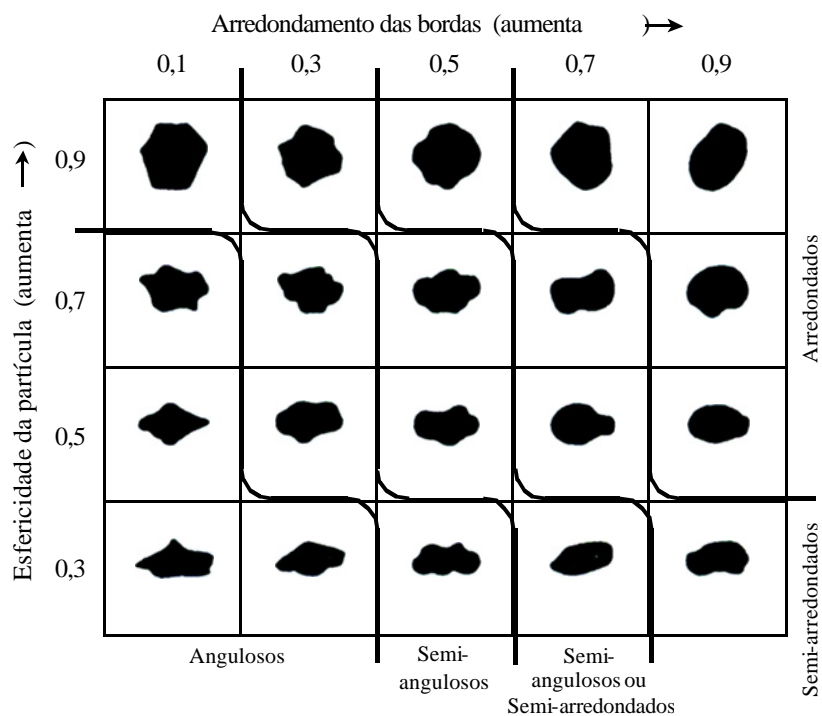 Arredondamento das bordas (aumenta )
0,1 0,3 0,5 0,7 0,9
Esfericidade da partícula (aumenta )
0,9
0,7
0,5
0,3
Arredondados
Semi-arredondados
Angulosos
Semi-
angulosos
Semi-
angulosos ou
Semi-arredondados